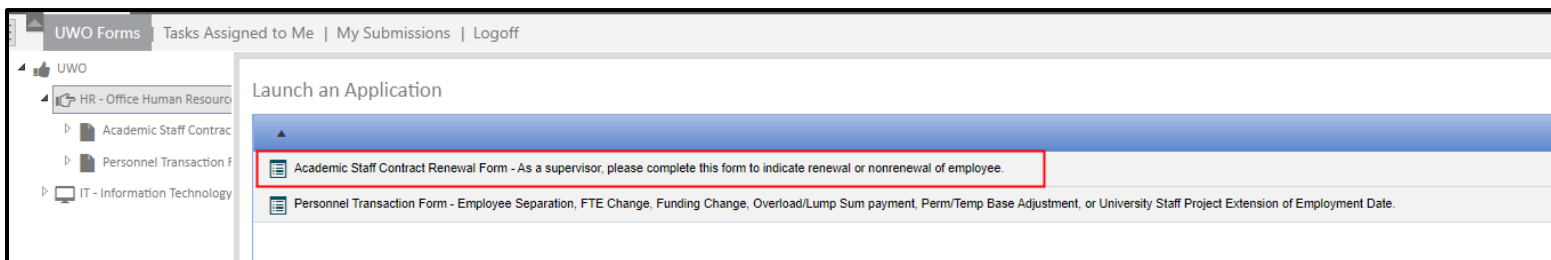 UWO Forms | Tasks Assigned to Me | My Submissions | Logoff
UWO
HR - Office Human Resourc
Launch an Application
Academic Staff Contrac
Academic Staff Contract Renewal Form - As a supervisor, please complete this form to indicate renewal or nonrenewal of employee.
Personnel Transaction F
IT - Information Technology
Personnel Transaction Form - Employee Separation, FTE Change, Funding Change, Overload/Lump Sum payment, Perm/Temp Base Adjustment, or University Staff Project Extension of Employment Date.